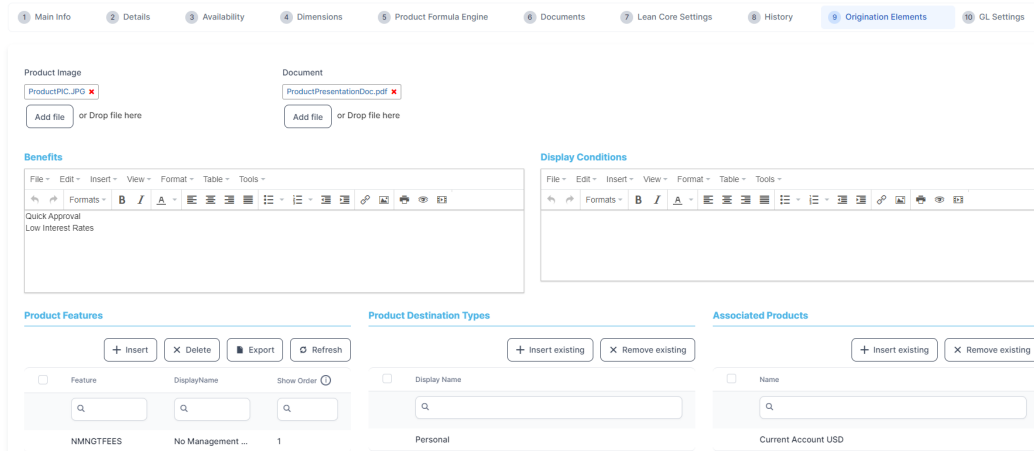 1 Main Info 2 Details 3 Availability 4 Dimensions 5 Product Formula Engine 6 Documents 7 Lean Core Settings 8 History 9 Origination Elements 10 GL Settings
Product Image Document
ProductPIC.JPG ProductPresentationDoc.pdf
Add file or Drop file here Add file or Drop file here
Benefits Display Conditions
File Edit Insert View Format Table Tools File Edit Insert View Format Table Tools
Formats B I A Formats B I A
Quick Approval
Low Interest Rates
Product Features Product Destination Types Associated Products
+ Insert Delete Export Refresh + Insert existing Remove existing + Insert existing Remove existing
Feature DisplayName Show Order Display Name Name
NMNGTFEES No Management ... 1 Personal Current Account USD